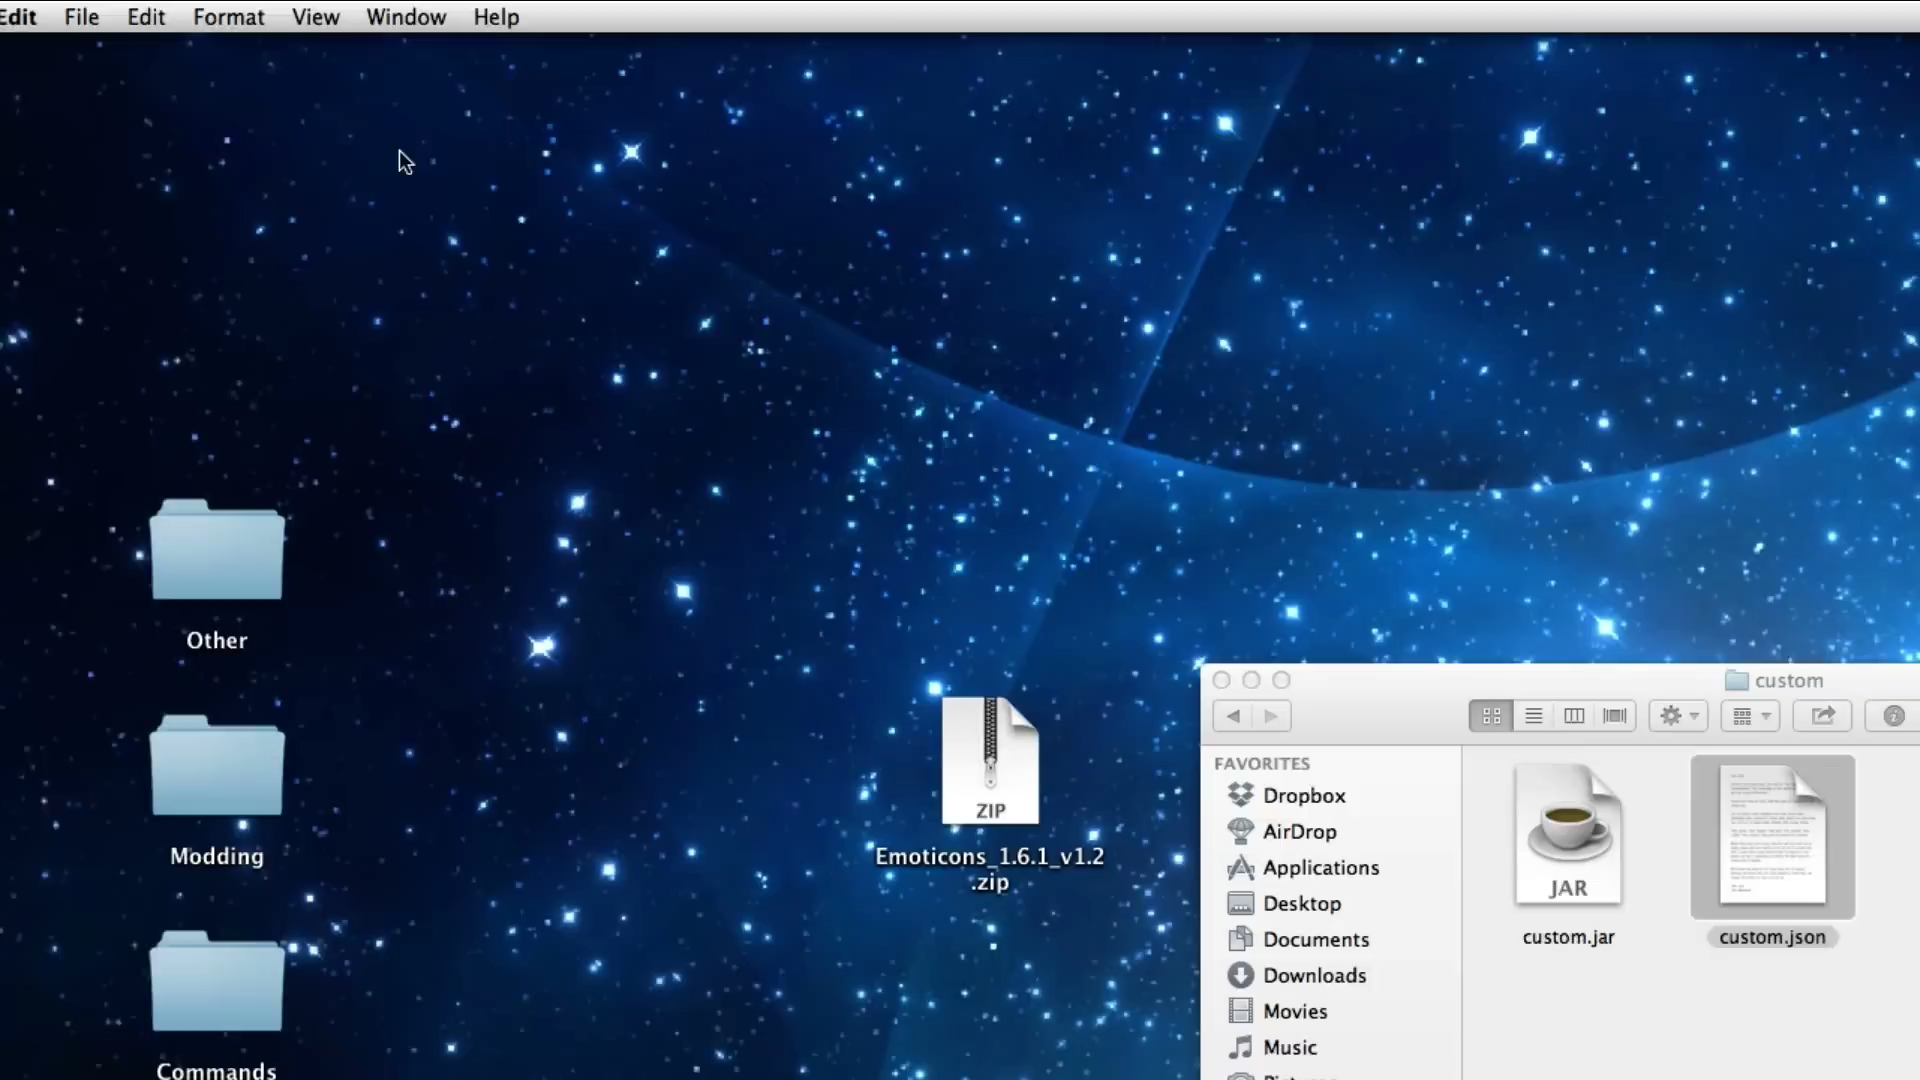 Edit File Edit Format View Window Help
Other
Modding
Commands
ZIP
Emoticons_1.6.1_v1.2
.zip
custom
FAVORITES
Dropbox
AirDrop
Applications
Desktop
Documents
Downloads
Movies
Music
JAR
custom.jar
custom.json